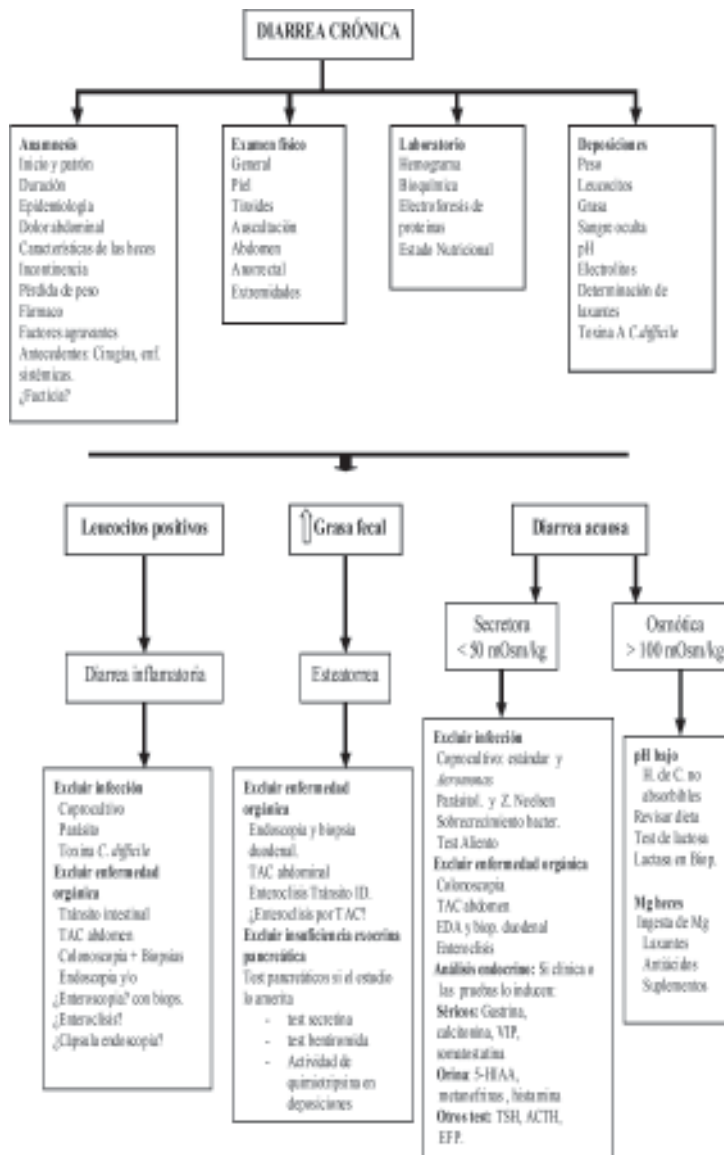 DIARREA CRÓNICA
Anamnesis
Inicio y patrón
Duración
Epidemiología
Dolor abdominal
Características de las heces
Incontinencia
Pérdida de peso
Fármaco
Factores agravantes
Antecedentes: Cirugías, enf.
sistémicas.
¿Facticia?
Examen físico
General
Piel
Tiroides
Auscultación
Abdomen
Anorrectal
Extremidades
Laboratorio
Hemograma
Bioquímica
Electroforesis de
proteínas
Estado Nutricional
Deposiciones
Peso
Leucocitos
Grasa
Sangre oculta
pH
Electrolitos
Determinación de
laxantes
Toxina A C.difficile
Leucocitos positivos
Diarrea inflamatoria
Excluir infección
Coprocultivo
Parásito
Toxina C. difficile
Excluir enfermedad
orgánica
Tránsito intestinal
TAC abdomen
Colonoscopia + Biopsias
Endoscopia y/o
¿Enteroscopia? con biops.
¿Enteroclisis?
¿Cápsula endoscopía?
⇧ Grasa fecal
Esteatorrea
Excluir enfermedad
orgánica
Endoscopia y biopsia
duodenal.
TAC abdominal
Enteroclisis Tránsito ID.
¿Enteroclisis por TAC?
Excluir insuficiencia exocrina
pancreática
Test pancreáticos si el estudio
lo amerita
- test secretina
- test bentiromida
- Actividad de
quimiotripsina en
deposiciones
Diarrea acuosa
Secretora
< 50 mOsm/kg
Excluir infección
Coprocultivo: estándar y
Aeromonas
Parásitol. y Z. Neelsen
Sobrecrecimiento bacter.
Test Aliento
Excluir enfermedad orgánica
Colonoscopia
TAC abdomen
EDA y biop. duodenal
Enteroclisis
Análisis endocrino: Si clínica o
las pruebas lo inducen:
Séricos: Gastrina,
calcitonina, VIP,
somatostatina
Orina: 5-HIAA,
metanefrinas , histamina
Otros test: TSH, ACTH,
EFP.
Osmótica
> 100 mOsm/kg
pH bajo
H. de C. no
absorbibles
Revisar dieta
Test de lactosa
Lactasa en Biop.
Mg heces
Ingesta de Mg
Laxantes
Antiácidos
Suplementos